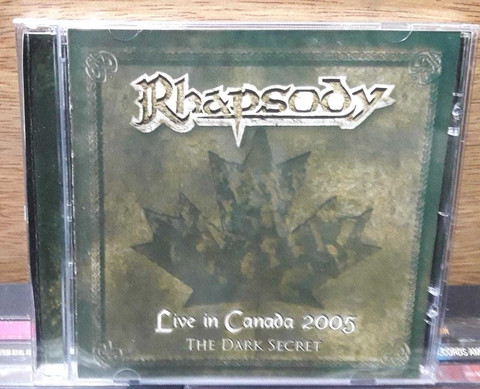 Rhapsody
Live in Canada 2005
THE DARK SECRET